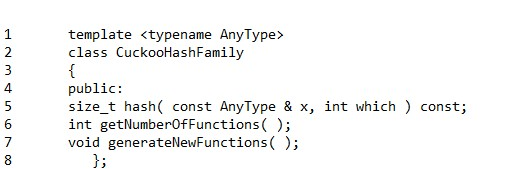 1 template <typename AnyType>
2 class CuckooHashFamily
3 {
4 public:
5 size_t hash( const AnyType & x, int which ) const;
6 int getNumberOfFunctions( );
7 void generateNewFunctions( );
8 };